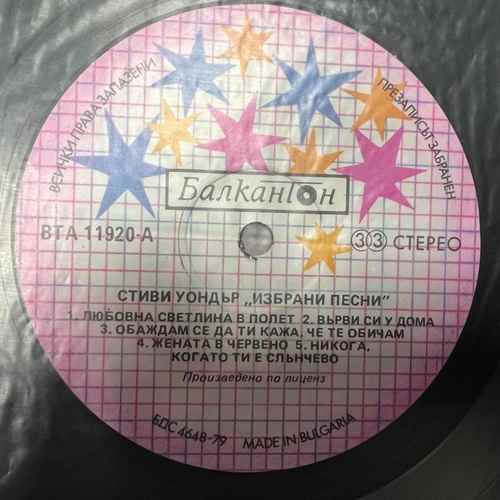 ВСИЧКИ ПРАВА ЗАПАЗЕНИ
ПРЕЗАПИСЪТ ЗАБРАНЕН
Балкантон
ВТА 11920-А
33 СТЕРЕО
СТИВИ УОНДЪР „ИЗБРАНИ ПЕСНИ"
1. ЛЮБОВНА СВЕТЛИНА В ПОЛЕТ 2. ВЪРВИ СИ У ДОМА
3. ОБАЖДАМ СЕ ДА ТИ КАЖА, ЧЕ ТЕ ОБИЧАМ
4. ЖЕНАТА В ЧЕРВЕНО 5. НИКОГА,
КОГАТО ТИ Е СЛЪНЧЕВО
Произведено по лиценз
БДС 4648-79 MADE IN BULGARIA